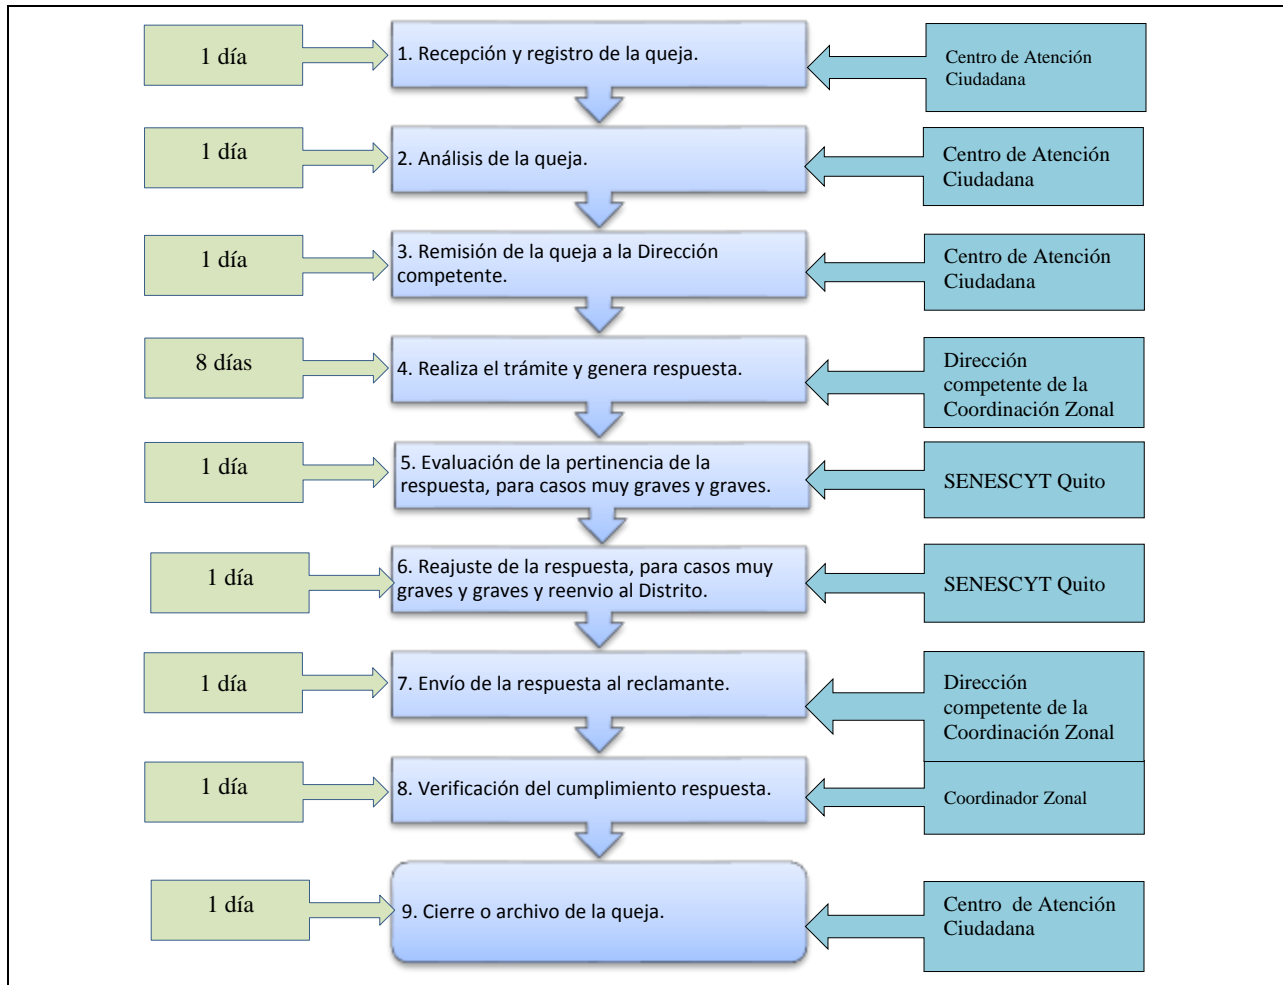 1 día
1. Recepción y registro de la queja.
Centro de Atención
Ciudadana
1 día
2. Análisis de la queja.
Centro de Atención
Ciudadana
1 día
3. Remisión de la queja a la Dirección
competente.
Centro de Atención
Ciudadana
8 días
4. Realiza el trámite y genera respuesta.
Dirección
competente de la
Coordinación Zonal
1 día
5. Evaluación de la pertinencia de la
respuesta, para casos muy graves y graves.
SENESCYT Quito
1 día
6. Reajuste de la respuesta, para casos muy
graves y graves y reenvio al Distrito.
SENESCYT Quito
1 día
7. Envío de la respuesta al reclamante.
Dirección
competente de la
Coordinación Zonal
1 día
8. Verificación del cumplimiento respuesta.
Coordinador Zonal
1 día
9. Cierre o archivo de la queja.
Centro de Atención
Ciudadana